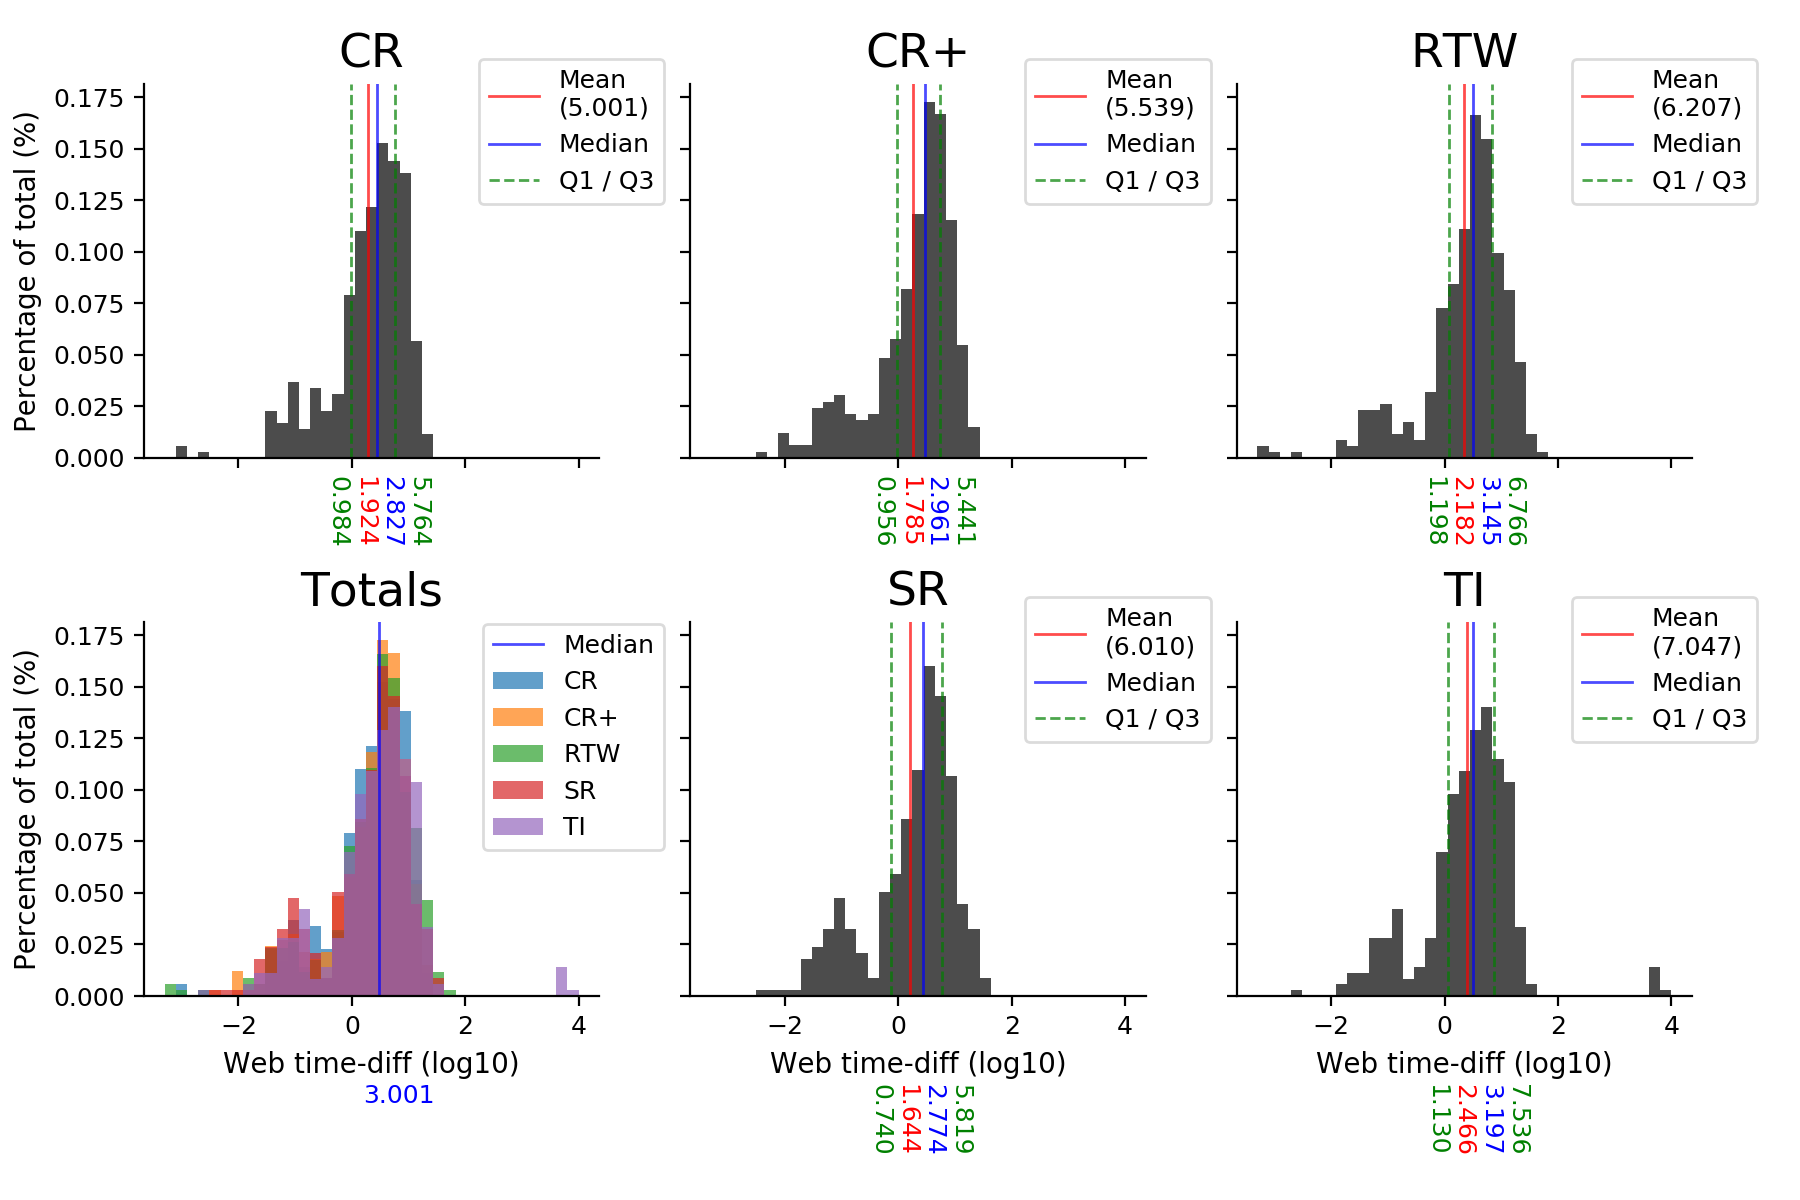 CR
Mean
(5.001)
Median
Q1 / Q3
CR+
Mean
(5.539)
Median
Q1 / Q3
RTW
Mean
(6.207)
Median
Q1 / Q3
Percentage of total (%)
0.175
0.150
0.125
0.100
0.075
0.050
0.025
0.000
0.984
1.924
2.827
5.764
0.956
1.785
2.961
5.441
1.198
2.182
3.145
6.766
Totals
Median
CR
CR+
RTW
SR
TI
Percentage of total (%)
0.175
0.150
0.125
0.100
0.075
0.050
0.025
0.000
−2 0 2 4
Web time-diff (log10)
3.001
SR
Mean
(6.010)
Median
Q1 / Q3
−2 0 2 4
Web time-diff (log10)
0.740
1.644
2.774
5.819
TI
Mean
(7.047)
Median
Q1 / Q3
−2 0 2 4
Web time-diff (log10)
1.130
2.466
3.197
7.536